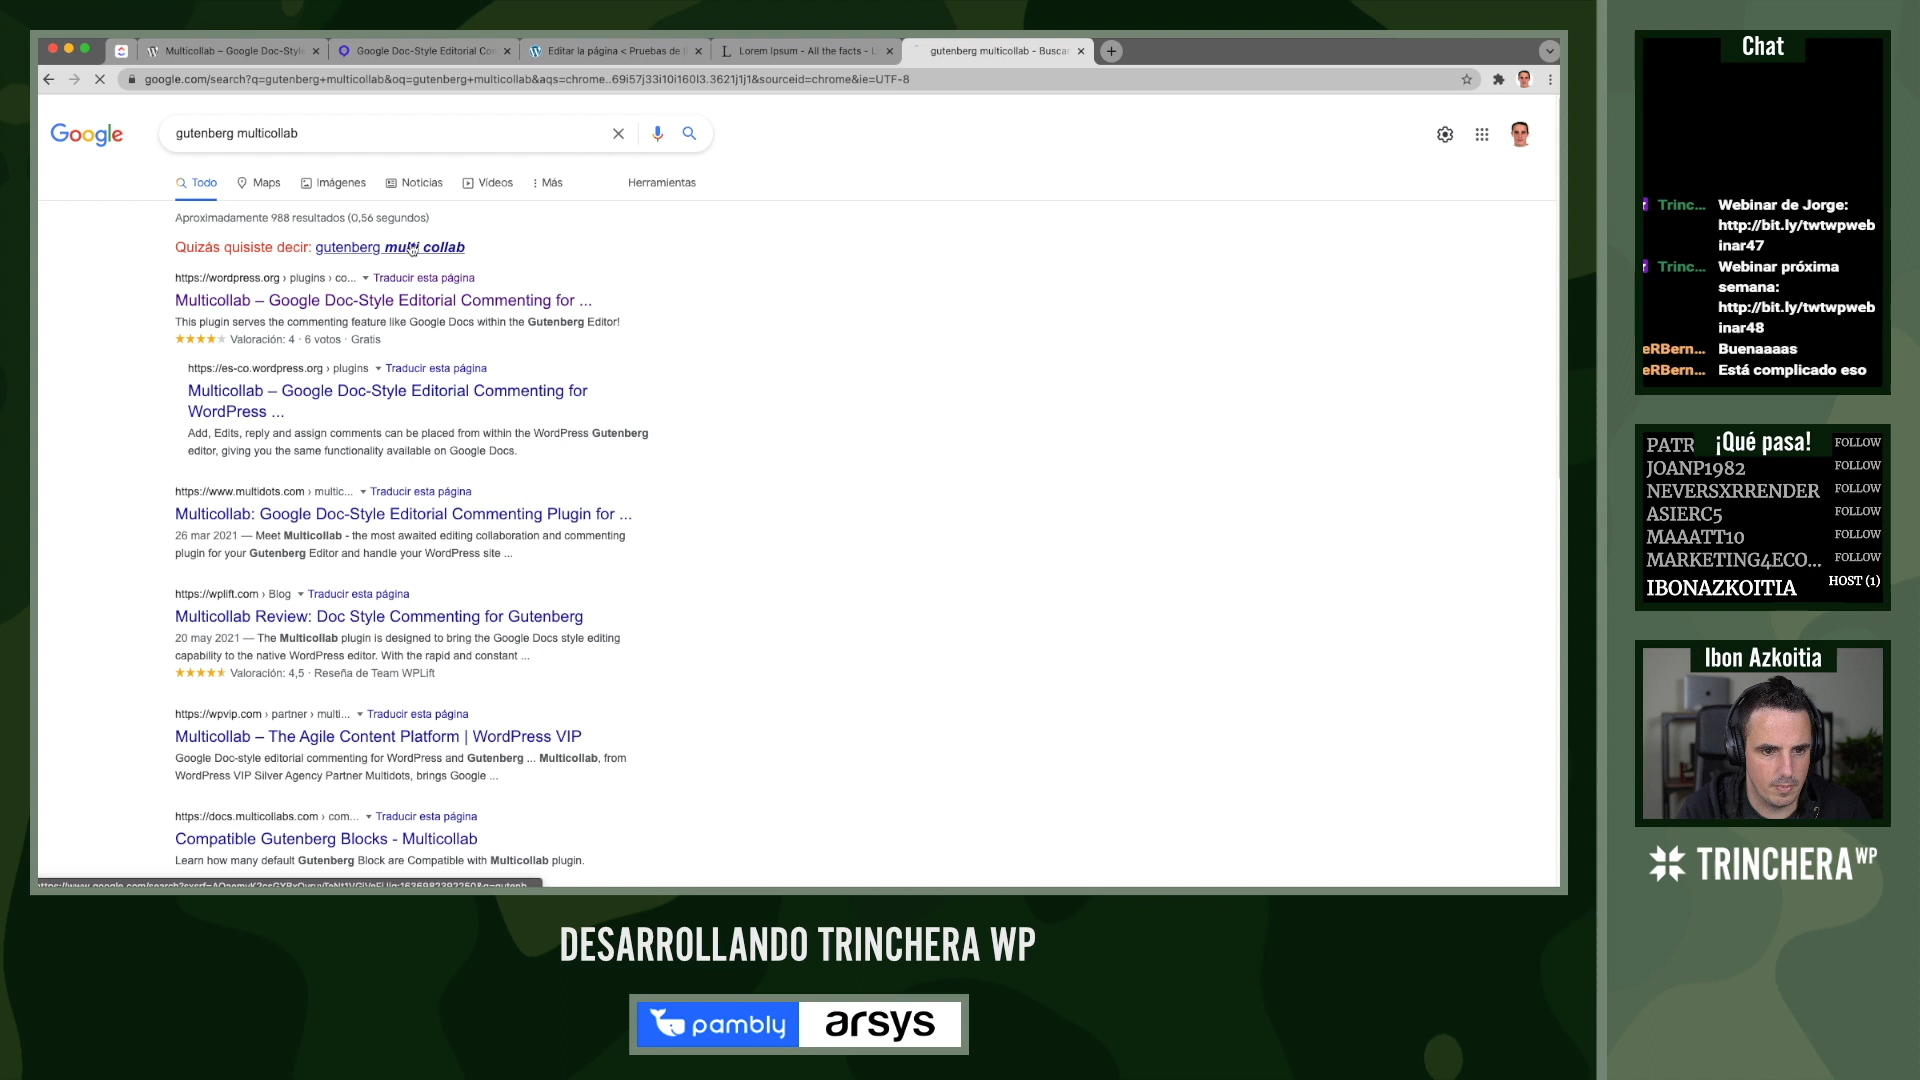 Multicollab – Google Doc-Style
Google Doc-Style Editorial Co
Editar la página < Pruebas de
Lorem Ipsum - All the facts - L
gutenberg multicollab - Busca
google.com/search?q=gutenberg+multicollab&oq=gutenberg+multicollab&aqs=chrome..69i57j33i10i160l3.3621j1j1&sourceid=chrome&ie=UTF-8
Google
gutenberg multicollab
Todo Maps Imágenes Noticias Vídeos Más Herramientas
Aproximadamente 988 resultados (0,56 segundos)
Quizás quisiste decir: gutenberg multi collab
https://wordpress.org › plugins › co... Traducir esta página
Multicollab – Google Doc-Style Editorial Commenting for ...
This plugin serves the commenting feature like Google Docs within the Gutenberg Editor!
Valoración: 4 · 6 votos · Gratis
https://es-co.wordpress.org › plugins Traducir esta página
Multicollab – Google Doc-Style Editorial Commenting for
WordPress ...
Add, Edits, reply and assign comments can be placed from within the WordPress Gutenberg
editor, giving you the same functionality available on Google Docs.
https://www.multidots.com › multic... Traducir esta página
Multicollab: Google Doc-Style Editorial Commenting Plugin for ...
26 mar 2021 — Meet Multicollab - the most awaited editing collaboration and commenting
plugin for your Gutenberg Editor and handle your WordPress site ...
https://wplift.com › Blog Traducir esta página
Multicollab Review: Doc Style Commenting for Gutenberg
20 may 2021 — The Multicollab plugin is designed to bring the Google Docs style editing
capability to the native WordPress editor. With the rapid and constant ...
Valoración: 4,5 · Reseña de Team WPLift
https://wpvip.com › partner › multi... Traducir esta página
Multicollab – The Agile Content Platform | WordPress VIP
Google Doc-style editorial commenting for WordPress and Gutenberg ... Multicollab, from
WordPress VIP Silver Agency Partner Multidots, brings Google ...
https://docs.multicollabs.com › com... Traducir esta página
Compatible Gutenberg Blocks - Multicollab
Learn how many default Gutenberg Block are Compatible with Multicollab plugin.
DESARROLLANDO TRINCHERA WP
pambly arsys
Chat
Trinc... Webinar de Jorge:
http://bit.ly/twtwpweb
inar47
Trinc... Webinar próxima
semana:
http://bit.ly/twtwpweb
inar48
eRBern... Buenaaaas
eRBern... Está complicado eso
¡Qué pasa!
PATR FOLLOW
JOANP1982 FOLLOW
NEVERSXRRENDER FOLLOW
ASIERC5 FOLLOW
MAAATT10 FOLLOW
MARKETING4ECO... FOLLOW
IBONAZKOITIA HOST (1)
Ibon Azkoitia
TRINCHERA WP